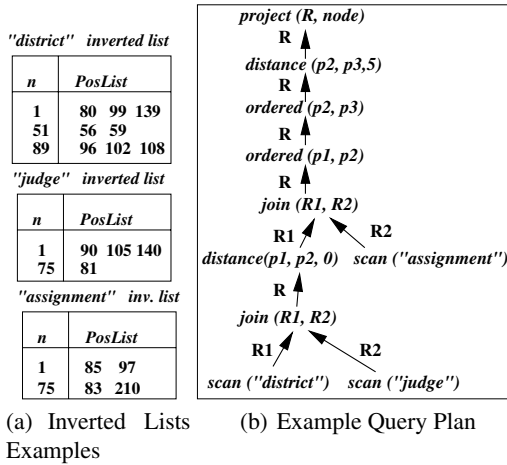 "district" inverted list
n PosList
1 80 99 139
51 56 59
89 96 102 108
"judge" inverted list
n PosList
1 90 105 140
75 81
"assignment" inv. list
n PosList
1 85 97
75 83 210
(a) Inverted Lists
Examples
project (R, node)
R
distance (p2, p3,5)
R
ordered (p2, p3)
R
ordered (p1, p2)
R
join (R1, R2)
R1 R2
distance(p1, p2, 0) scan ("assignment")
R
join (R1, R2)
R1 R2
scan ("district") scan ("judge")
(b) Example Query Plan